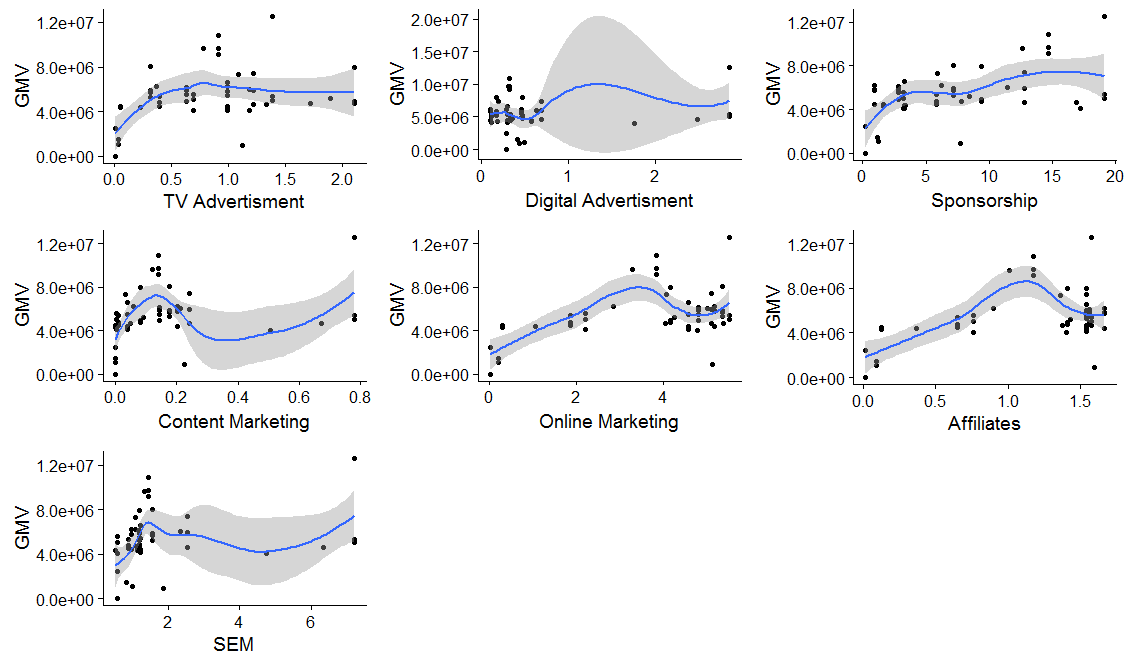 1.2e+07
8.0e+06
4.0e+06
0.0e+00
GMV
0.0 0.5 1.0 1.5 2.0
TV Advertisment
2.0e+07
1.5e+07
1.0e+07
5.0e+06
0.0e+00
GMV
0 1 2
Digital Advertisment
1.2e+07
8.0e+06
4.0e+06
0.0e+00
GMV
0 5 10 15 20
Sponsorship
1.2e+07
8.0e+06
4.0e+06
0.0e+00
GMV
0.0 0.2 0.4 0.6 0.8
Content Marketing
1.2e+07
8.0e+06
4.0e+06
0.0e+00
GMV
0 2 4
Online Marketing
1.2e+07
8.0e+06
4.0e+06
0.0e+00
GMV
0.0 0.5 1.0 1.5
Affiliates
1.2e+07
8.0e+06
4.0e+06
0.0e+00
GMV
2 4 6
SEM